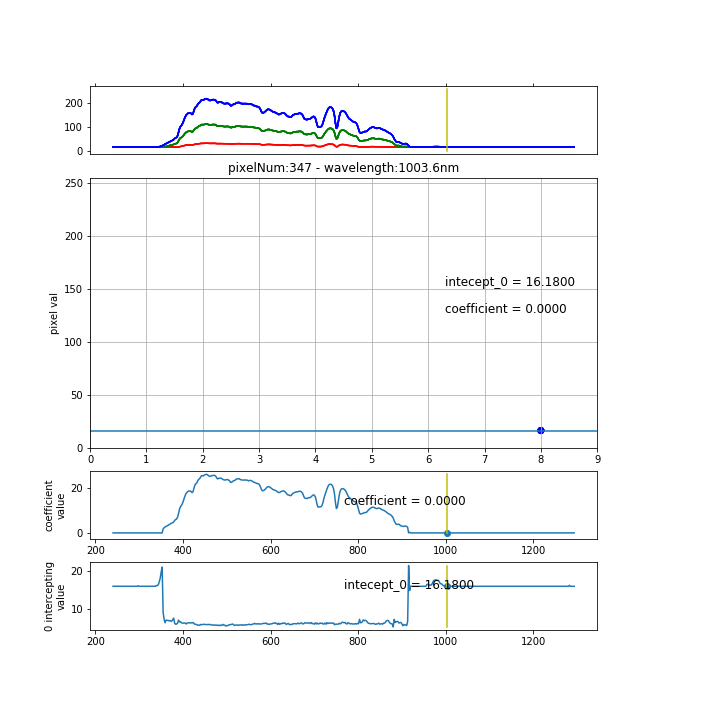 200
100
0
pixelNum:347 - wavelength:1003.6nm
250
200
150
100
50
0
pixel val
intecept_0 = 16.1800
coefficient = 0.0000
0 1 2 3 4 5 6 7 8 9
20
0
coefficient
value
coefficient = 0.0000
200 400 600 800 1000 1200
20
10
0 intercepting
value
intecept_0 = 16.1800
200 400 600 800 1000 1200